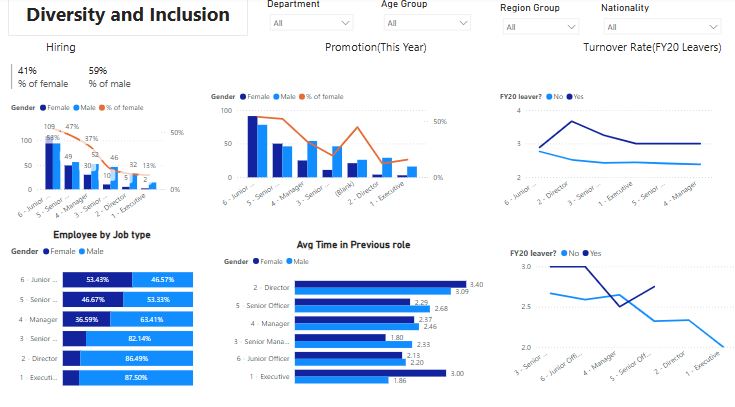 Diversity and Inclusion
Department
All
Age Group
All
Region Group
All
Nationality
All
Hiring
41%
% of female
59%
% of male
Gender Female Male % of female
109
53%
47%
49
37%
30
52
10
46
5
32
2
13%
100
50
0
50%
0%
6 - Junior ...
5 - Senior ...
4 - Manager
3 - Senior ...
2 - Director
1 - Executive
Promotion(This Year)
Gender Female Male % of female
100
50
0
50%
0%
6 - Junior ...
5 - Senior ...
4 - Manager
3 - Senior ...
(Blank)
2 - Director
1 - Executive
Turnover Rate(FY20 Leavers)
FY20 leaver? No Yes
4
3
2
6 - Junior ...
2 - Director
3 - Senior ...
1 - Executive
5 - Senior ...
4 - Manager
Employee by Job type
Gender Female Male
6 - Junior ... 53.43% 46.57%
5 - Senior ... 46.67% 53.33%
4 - Manager 36.59% 63.41%
3 - Senior ... 82.14%
2 - Director 86.49%
1 - Executi... 87.50%
Avg Time in Previous role
Gender Female Male
2 - Director 3.40
3.09
5 - Senior Officer 2.29
2.68
4 - Manager 2.37
2.46
3 - Senior Mana... 1.80
2.33
6 - Junior Officer 2.13
2.20
1 - Executive 3.00
1.86
FY20 leaver? No Yes
3.0
2.5
2.0
3 - Senior ...
6 - Junior Offi...
4 - Manager
5 - Senior Off...
2 - Director
1 - Executive